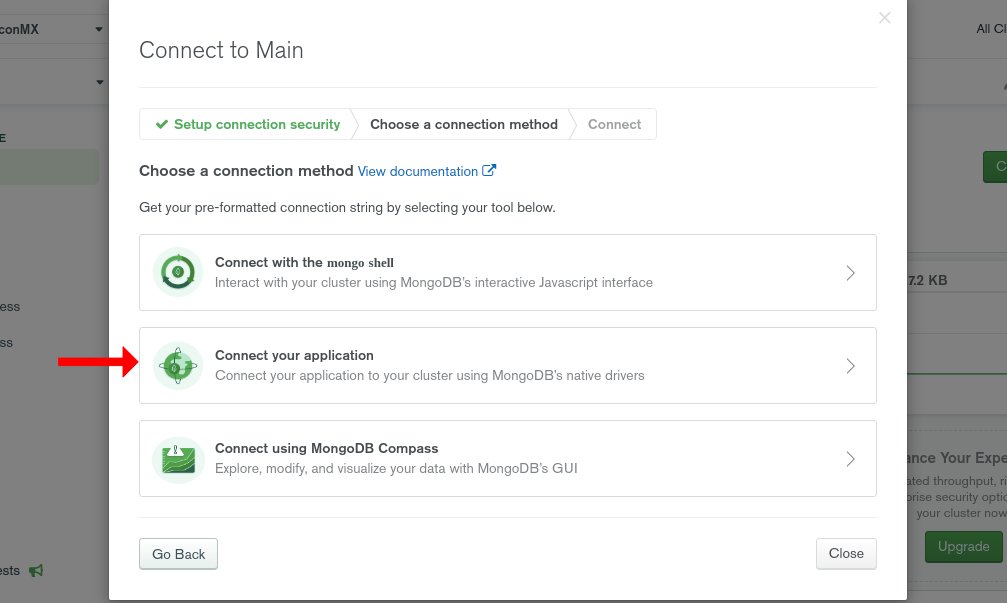 conMX
All Cl
×
Connect to Main
Setup connection security
Choose a connection method
Connect
Choose a connection method View documentation
Get your pre-formatted connection string by selecting your tool below.
Connect with the mongo shell
Interact with your cluster using MongoDB's interactive Javascript interface
7.2 KB
ess
ss
Connect your application
Connect your application to your cluster using MongoDB's native drivers
Connect using MongoDB Compass
Explore, modify, and visualize your data with MongoDB's GUI
ance Your Expe
ated throughput, ri
prise security optio
your cluster now
Upgrade
Go Back
Close
ests